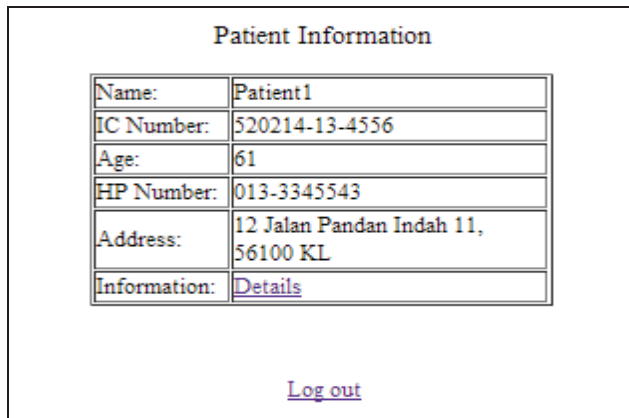 Patient Information
Name: Patient1
IC Number: 520214-13-4556
Age: 61
HP Number: 013-3345543
Address: 12 Jalan Pandan Indah 11,
56100 KL
Information: Details
Log out